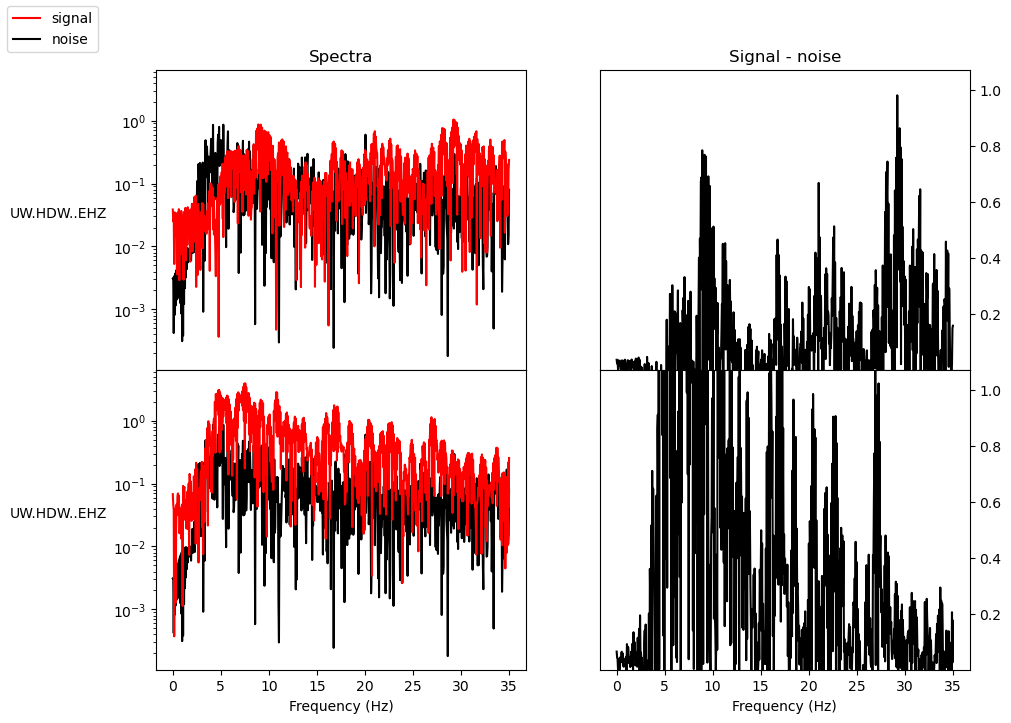 signal
noise
Spectra
Signal - noise
10⁰
10⁻¹
10⁻²
10⁻³
UW.HDW..EHZ
1.0
0.8
0.6
0.4
0.2
10⁰
10⁻¹
10⁻²
10⁻³
UW.HDW..EHZ
1.0
0.8
0.6
0.4
0.2
0 5 10 15 20 25 30 35
Frequency (Hz)
0 5 10 15 20 25 30 35
Frequency (Hz)